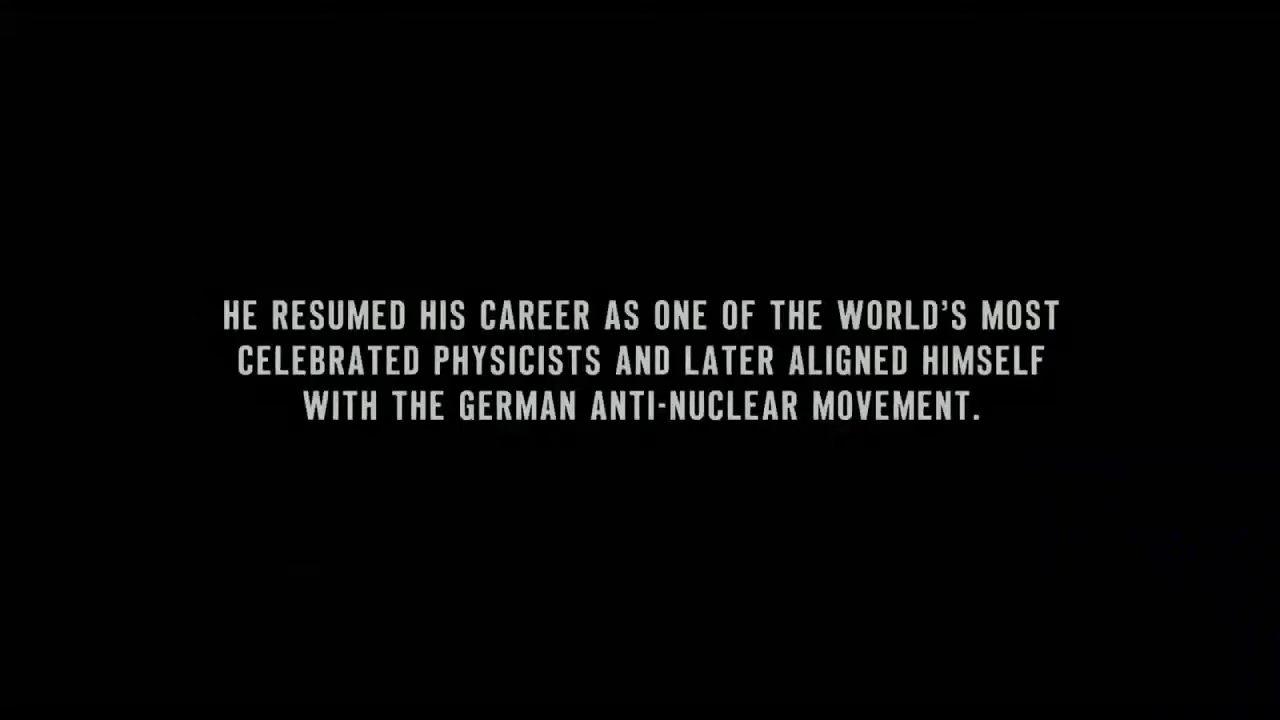 HE RESUMED HIS CAREER AS ONE OF THE WORLD'S MOST
CELEBRATED PHYSICISTS AND LATER ALIGNED HIMSELF
WITH THE GERMAN ANTI-NUCLEAR MOVEMENT.